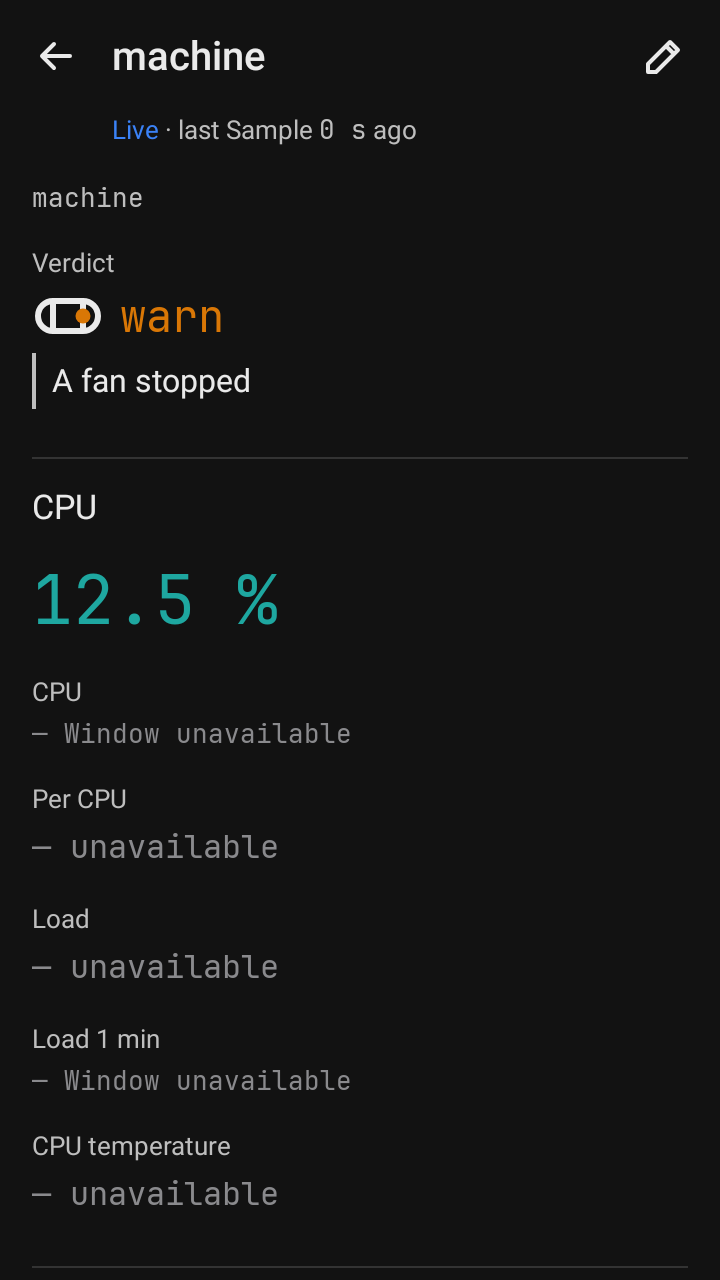 machine
Live · last Sample 0 s ago
machine
Verdict
warn
A fan stopped
CPU
12.5 %
CPU
— Window unavailable
Per CPU
— unavailable
Load
— unavailable
Load 1 min
— Window unavailable
CPU temperature
— unavailable